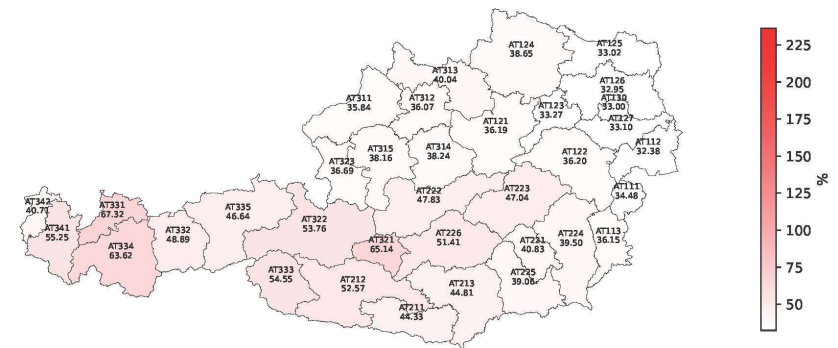 AT124
38.65
AT125
33.02
AT313
40.04
AT126
32.95
AT130
33.00
AT311
35.84
AT312
36.07
AT123
33.27
AT127
33.10
AT121
36.19
AT112
32.38
AT315
38.16
AT314
38.24
AT122
36.20
AT323
36.69
AT222
47.83
AT223
47.04
AT111
34.48
AT342
40.71
AT331
67.32
AT335
46.64
AT322
53.76
AT341
55.25
AT332
48.89
AT226
51.41
AT224
39.50
AT113
36.15
AT334
63.62
AT321
65.14
AT221
40.83
AT333
54.55
AT212
52.57
AT213
44.81
AT225
39.06
AT211
44.33
225
200
175
150
125
100
75
50
%